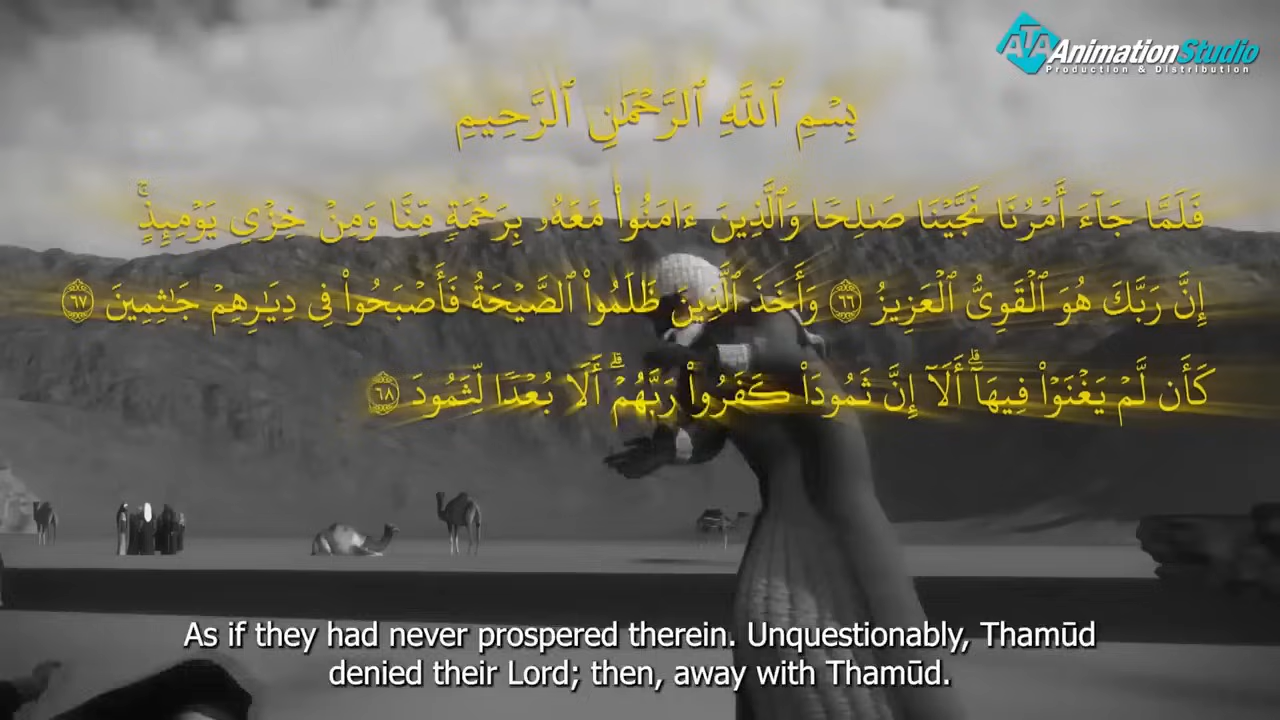 ATA AnimationStudio
Production & Distribution
بِسْمِ ٱللَّهِ ٱلرَّحْمَٰنِ ٱلرَّحِيمِ
فَلَمَّا جَآءَ أَمْرُنَا نَجَّيْنَا صَٰلِحًا وَٱلَّذِينَ ءَامَنُوا۟ مَعَهُۥ بِرَحْمَةٍ مِّنَّا وَمِنْ خِزْىِ يَوْمِئِذٍ ۚ
إِنَّ رَبَّكَ هُوَ ٱلْقَوِىُّ ٱلْعَزِيزُ ٦٦ وَأَخَذَ ٱلَّذِينَ ظَلَمُوا۟ ٱلصَّيْحَةُ فَأَصْبَحُوا۟ فِى دِيَٰرِهِمْ جَٰثِمِينَ ٦٧
كَأَن لَّمْ يَغْنَوْا۟ فِيهَآ ۗ أَلَآ إِنَّ ثَمُودَا۟ كَفَرُوا۟ رَبَّهُمْ ۗ أَلَا بُعْدًا لِّثَمُودَ ٦٨
As if they had never prospered therein. Unquestionably, Thamūd
denied their Lord; then, away with Thamūd.